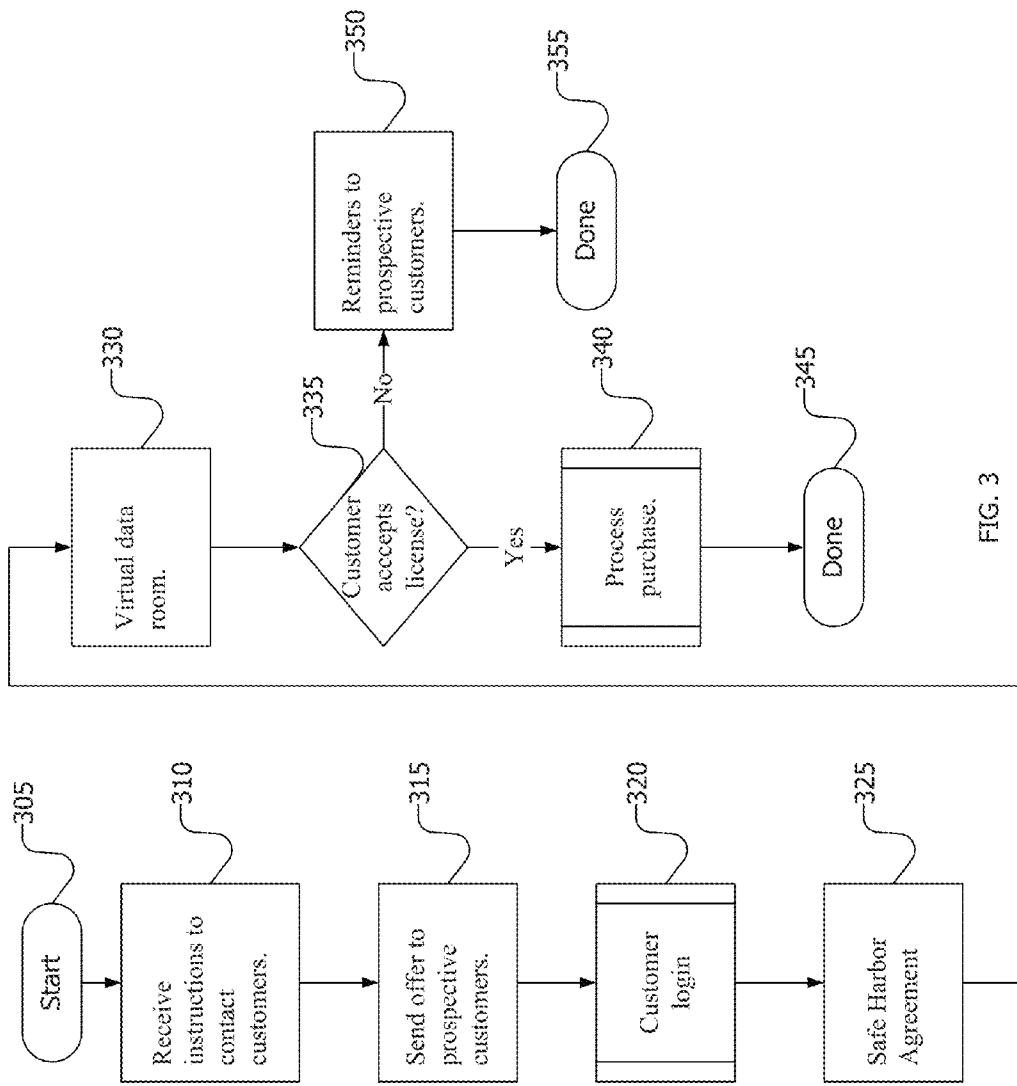 Start
305
Receive
instructions to
contact
customers.
310
Send offer to
prospective
customers.
315
Customer
login
320
Safe Harbor
Agreement
325
Virtual data
room.
330
Customer
acccepts
license?
335
No
Yes
Reminders to
prospective
customers.
350
Done
355
Process
purchase.
340
Done
345
FIG. 3